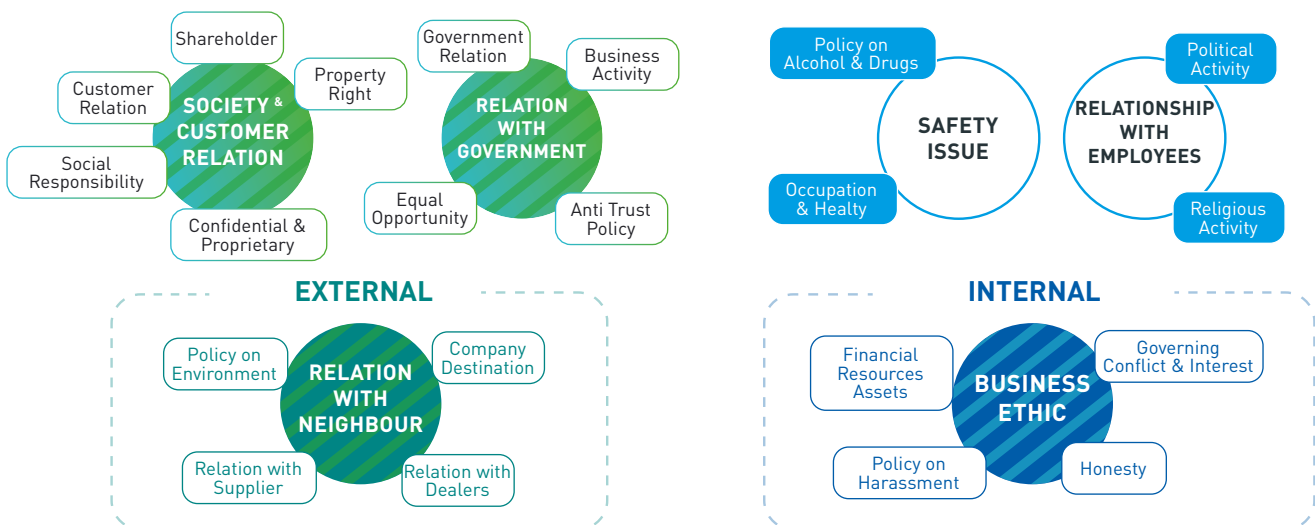 Shareholder
Customer
Relation
Property
Right
SOCIETY &
CUSTOMER
RELATION
Social
Responsibility
Confidential &
Proprietary
Government
Relation
Business
Activity
RELATION
WITH
GOVERNMENT
Equal
Opportunity
Anti Trust
Policy
Policy on
Alcohol & Drugs
SAFETY
ISSUE
Occupation
& Healty
Political
Activity
RELATIONSHIP
WITH
EMPLOYEES
Religious
Activity
EXTERNAL
Policy on
Environment
Company
Destination
RELATION
WITH
NEIGHBOUR
Relation with
Supplier
Relation with
Dealers
INTERNAL
Financial
Resources
Assets
Governing
Conflict & Interest
BUSINESS
ETHIC
Policy on
Harassment
Honesty